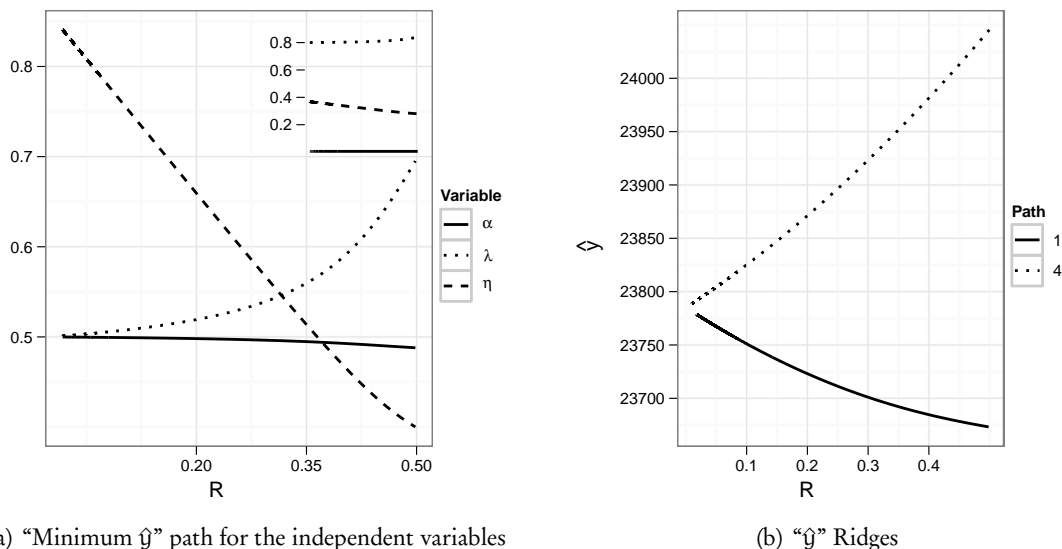 0.8
0.7
0.6
0.5
0.8
0.6
0.4
0.2
0.20 0.35 0.50
R
Variable
α
λ
η
24000
23950
23900
23850
23800
23750
23700
ŷ
0.1 0.2 0.3 0.4
R
Path
1
4
a) “Minimum ŷ” path for the independent variables
(b) “ŷ” Ridges